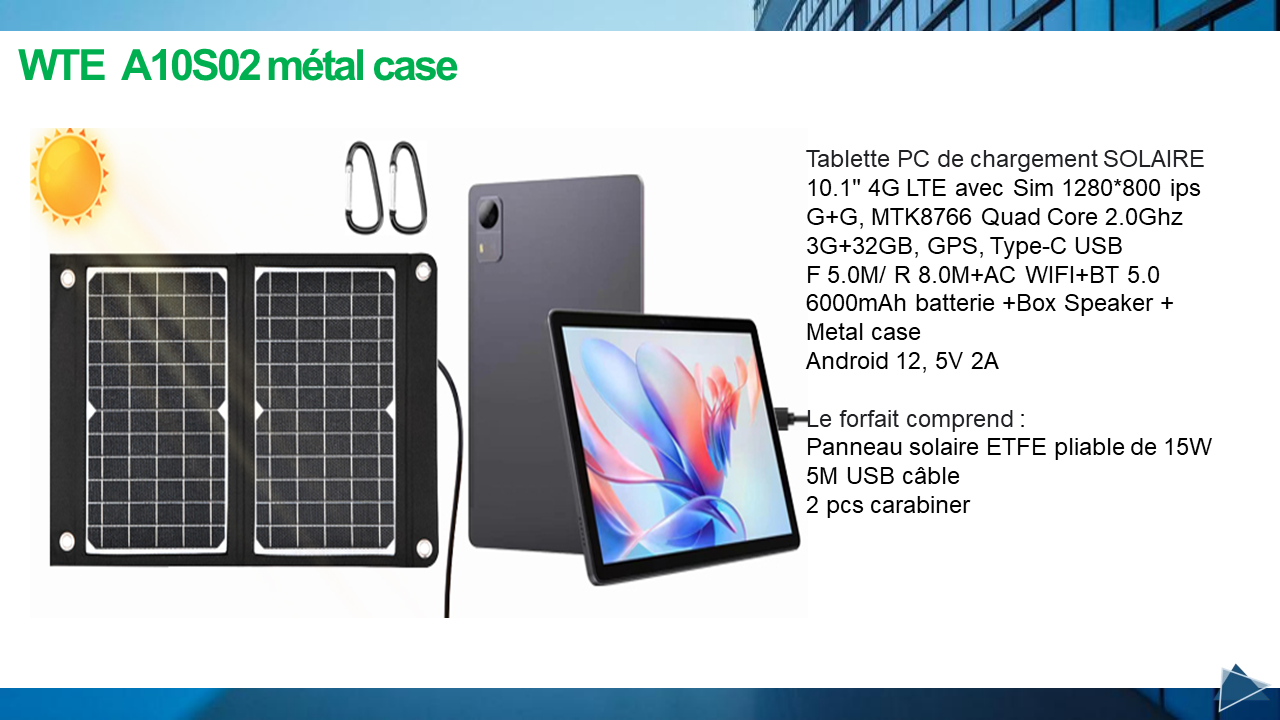 WTE A10S02 métal case
Tablette PC de chargement SOLAIRE
10.1" 4G LTE avec Sim 1280*800 ips
G+G, MTK8766 Quad Core 2.0Ghz
3G+32GB, GPS, Type-C USB
F 5.0M/ R 8.0M+AC WIFI+BT 5.0
6000mAh batterie +Box Speaker +
Metal case
Android 12, 5V 2A
Le forfait comprend :
Panneau solaire ETFE pliable de 15W
5M USB câble
2 pcs carabiner